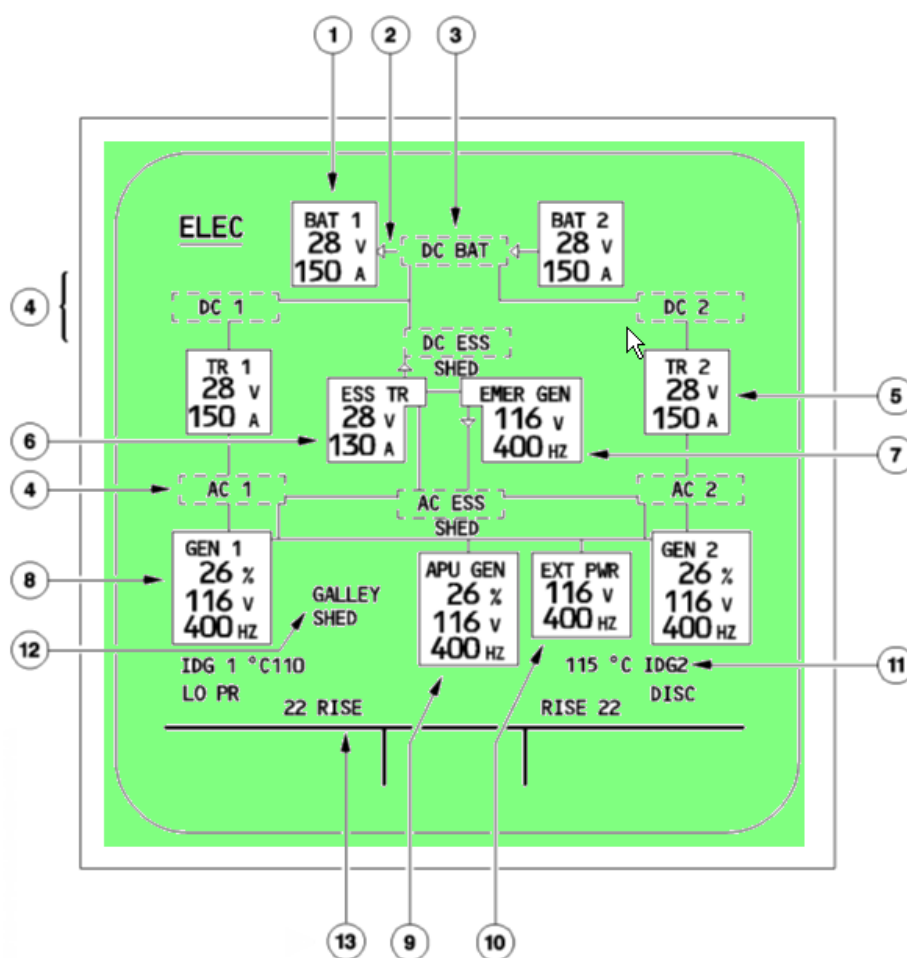 1 2 3
ELEC
BAT 1
28 V
150 A
DC BAT
BAT 2
28 V
150 A
4
DC 1
DC 2
DC ESS
SHED
TR 1
28 V
150 A
ESS TR
28 V
130 A
EMER GEN
116 V
400 HZ
TR 2
28 V
150 A
5
6
7
4
AC 1
AC ESS
SHED
AC 2
8
GEN 1
26 %
116 V
400 HZ
GALLEY
SHED
APU GEN
26 %
116 V
400 HZ
EXT PWR
116 V
400 HZ
GEN 2
26 %
116 V
400 HZ
12
IDG 1 °C110
LO PR
115 °C IDG2
DISC
11
22 RISE
RISE 22
13 9 10